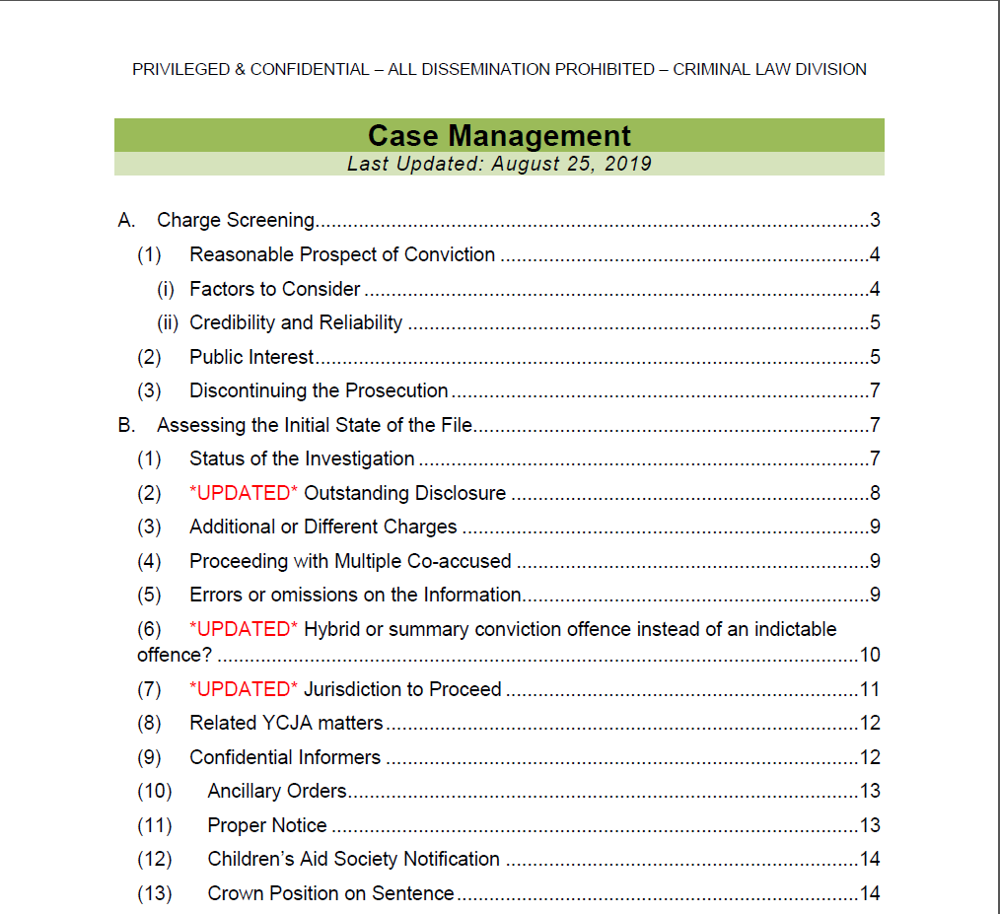 PRIVILEGED & CONFIDENTIAL – ALL DISSEMINATION PROHIBITED – CRIMINAL LAW DIVISION
Case Management
Last Updated: August 25, 2019
A. Charge Screening 3
(1) Reasonable Prospect of Conviction 4
(i) Factors to Consider 4
(ii) Credibility and Reliability 5
(2) Public Interest 5
(3) Discontinuing the Prosecution 7
B. Assessing the Initial State of the File 7
(1) Status of the Investigation 7
(2) *UPDATED* Outstanding Disclosure 8
(3) Additional or Different Charges 9
(4) Proceeding with Multiple Co-accused 9
(5) Errors or omissions on the Information 9
(6) *UPDATED* Hybrid or summary conviction offence instead of an indictable
offence? 10
(7) *UPDATED* Jurisdiction to Proceed 11
(8) Related YCJA matters 12
(9) Confidential Informers 12
(10) Ancillary Orders 13
(11) Proper Notice 13
(12) Children’s Aid Society Notification 14
(13) Crown Position on Sentence 14